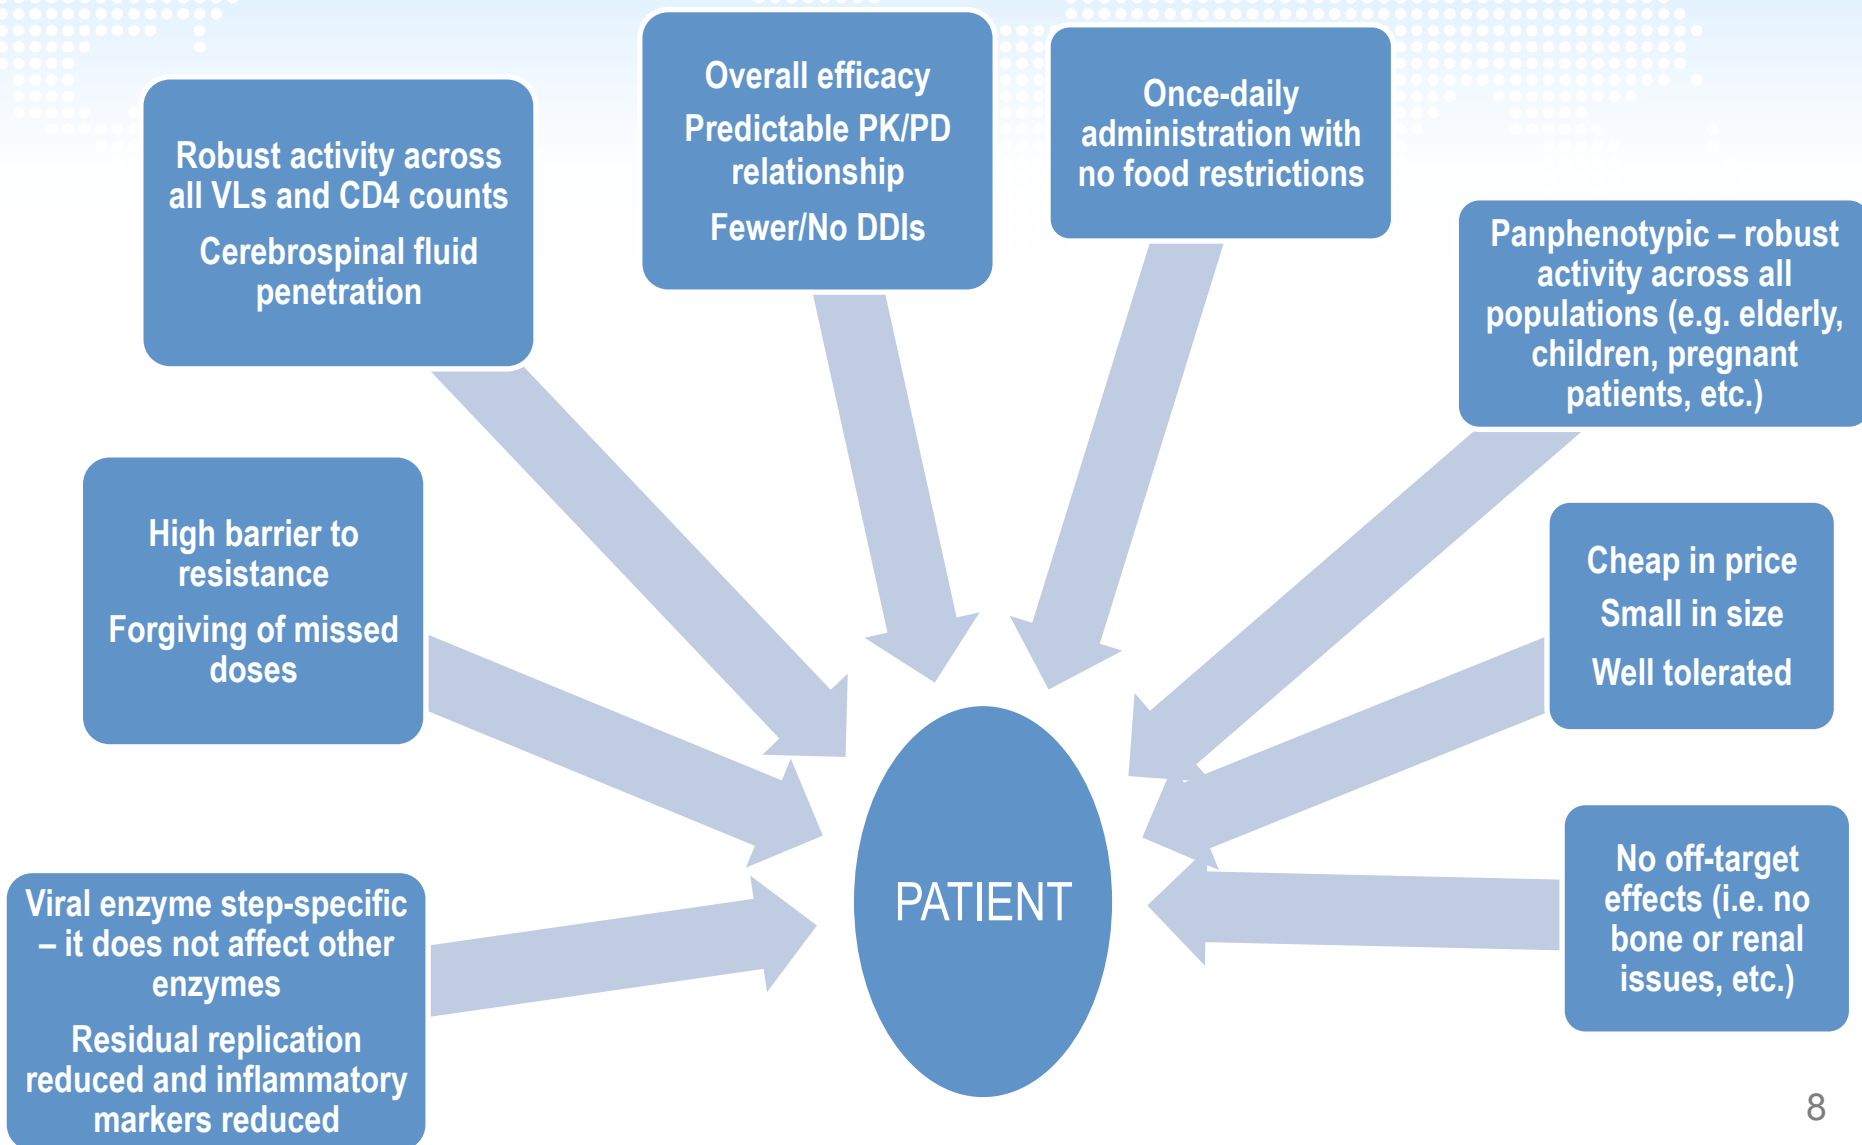 Overall efficacy
Predictable PK/PD
relationship
Fewer/No DDIs
Once-daily
administration with
no food restrictions
Robust activity across
all VLs and CD4 counts
Cerebrospinal fluid
penetration
Panphenotypic – robust
activity across all
populations (e.g. elderly,
children, pregnant
patients, etc.)
High barrier to
resistance
Forgiving of missed
doses
Cheap in price
Small in size
Well tolerated
Viral enzyme step-specific
– it does not affect other
enzymes
Residual replication
reduced and inflammatory
markers reduced
PATIENT
No off-target
effects (i.e. no
bone or renal
issues, etc.)
8